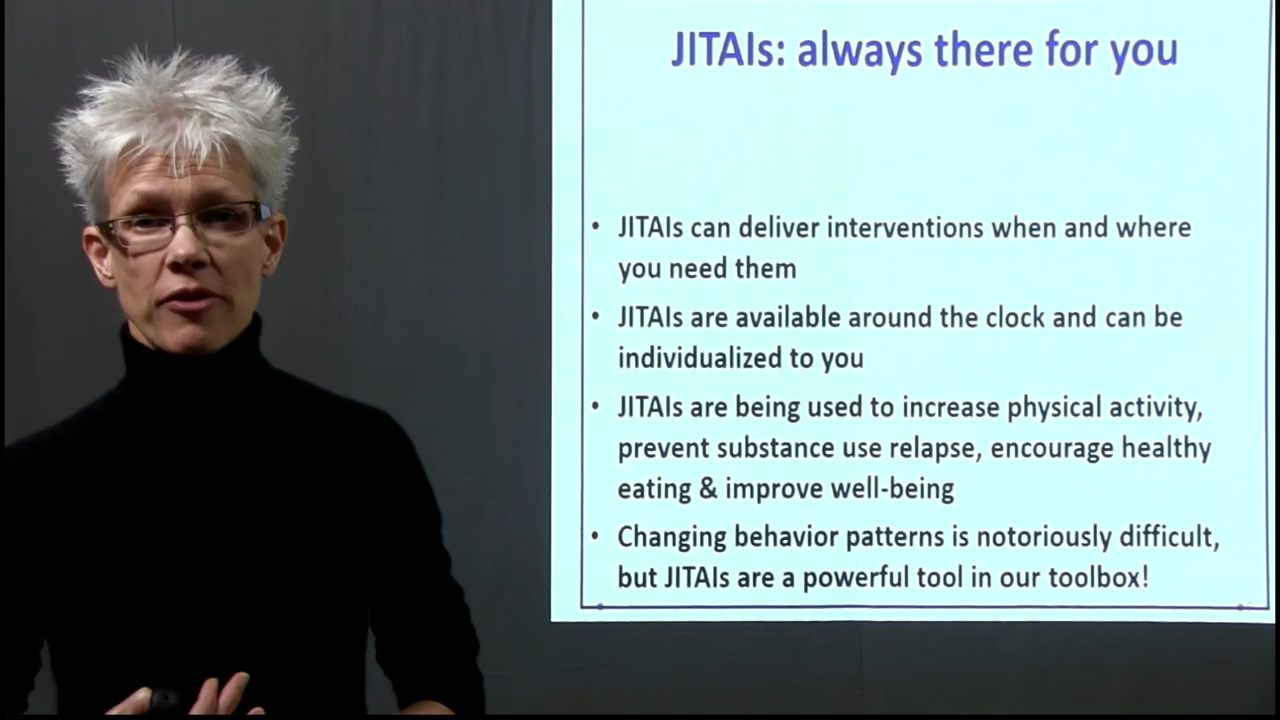 JITAIs: always there for you
• JITAIs can deliver interventions when and where
you need them
• JITAIs are available around the clock and can be
individualized to you
• JITAIs are being used to increase physical activity,
prevent substance use relapse, encourage healthy
eating & improve well-being
• Changing behavior patterns is notoriously difficult,
but JITAIs are a powerful tool in our toolbox!